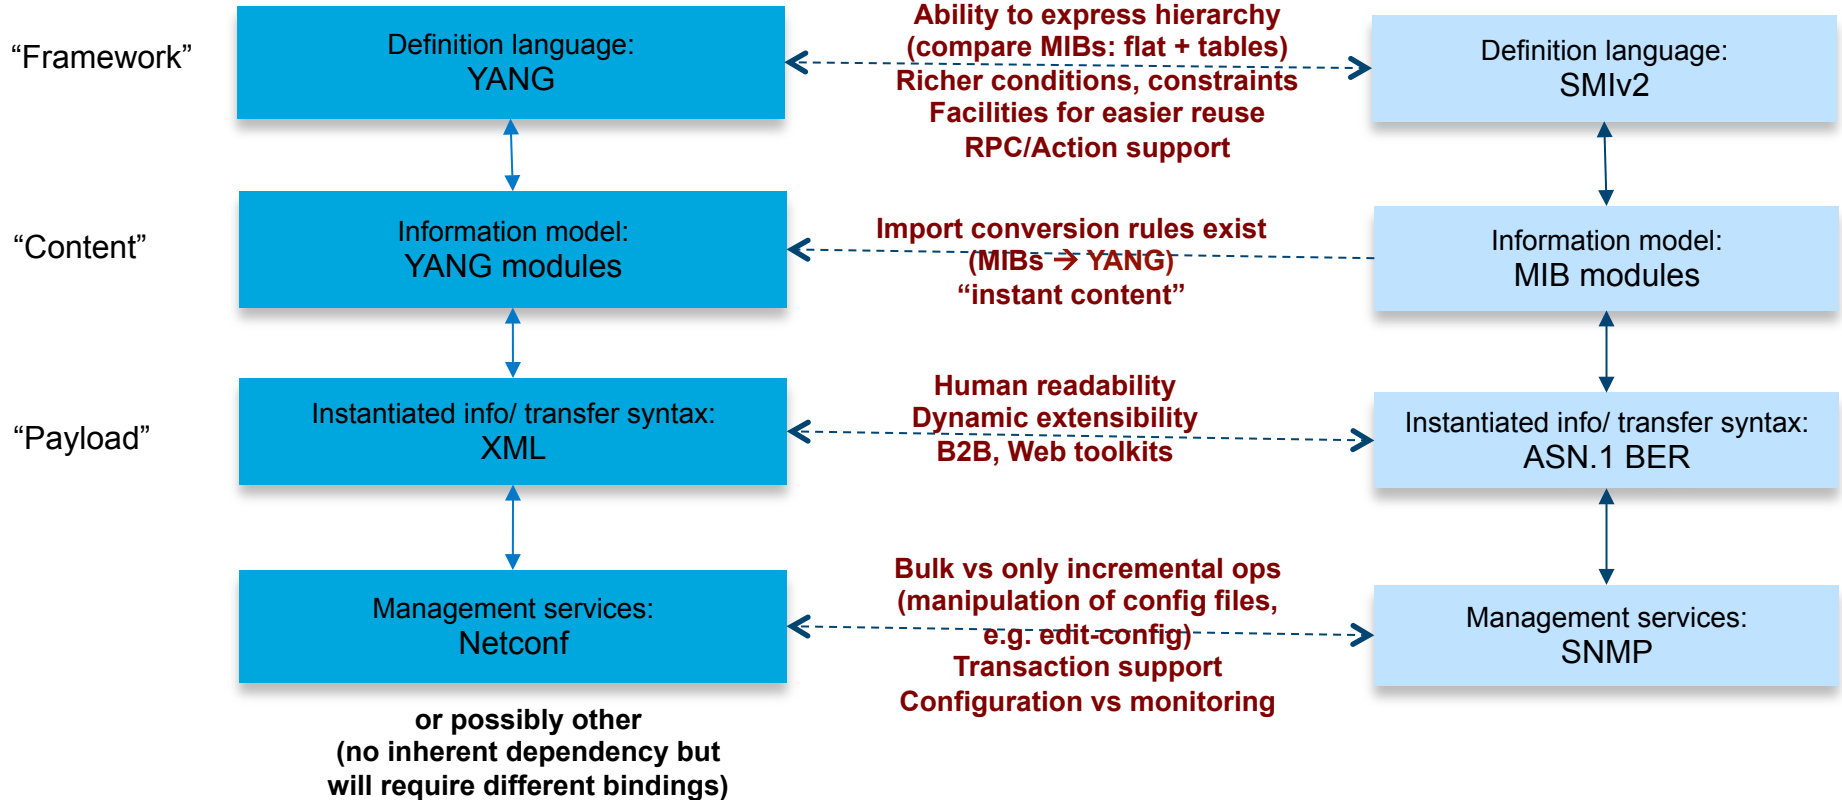 “Framework”
Definition language:
YANG
Ability to express hierarchy
(compare MIBs: flat + tables)
Richer conditions, constraints
Facilities for easier reuse
RPC/Action support
Definition language:
SMIv2
“Content”
Information model:
YANG modules
Import conversion rules exist
(MIBs → YANG)
“instant content”
Information model:
MIB modules
“Payload”
Instantiated info/ transfer syntax:
XML
Human readability
Dynamic extensibility
B2B, Web toolkits
Instantiated info/ transfer syntax:
ASN.1 BER
Management services:
Netconf
Bulk vs only incremental ops
(manipulation of config files,
e.g. edit-config)
Transaction support
Configuration vs monitoring
Management services:
SNMP
or possibly other
(no inherent dependency but
will require different bindings)